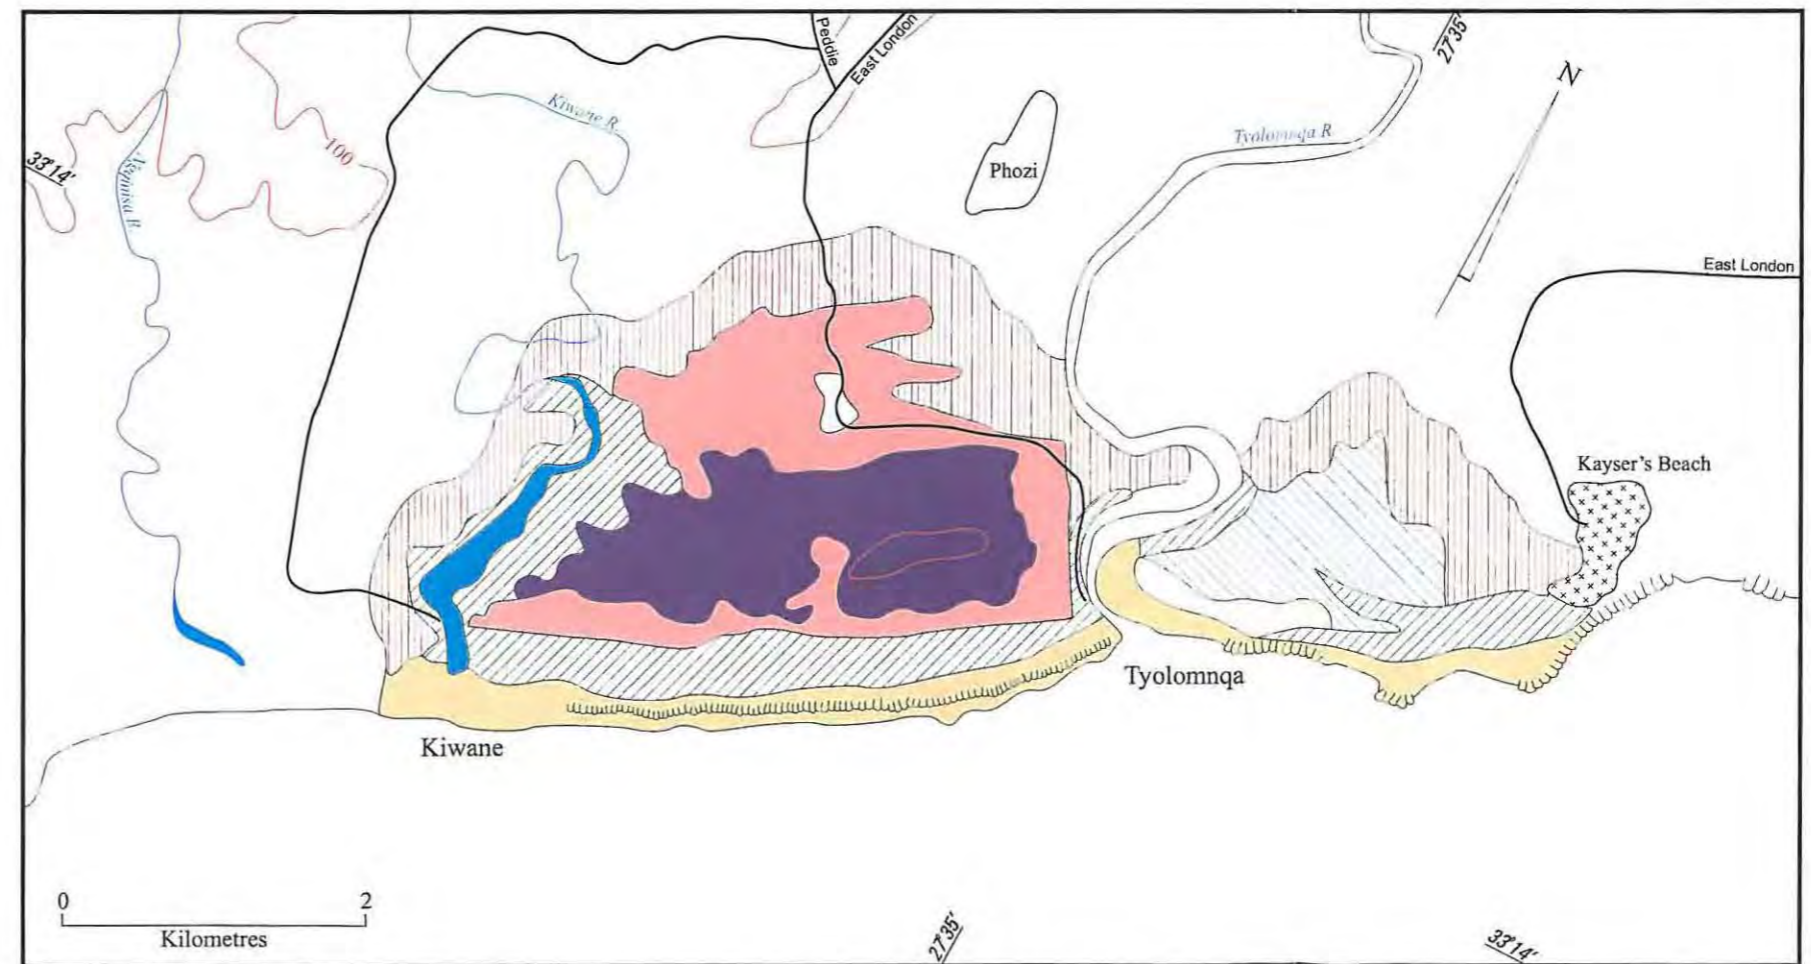 Peddie
East London
27°35'
N
Kiwane R.
100
Tyolomnqa R.
33°14'
Phozi
East London
Kayser's Beach
Tyolomnqa
Kiwane
0 2
Kilometres
27°35'
33°14'